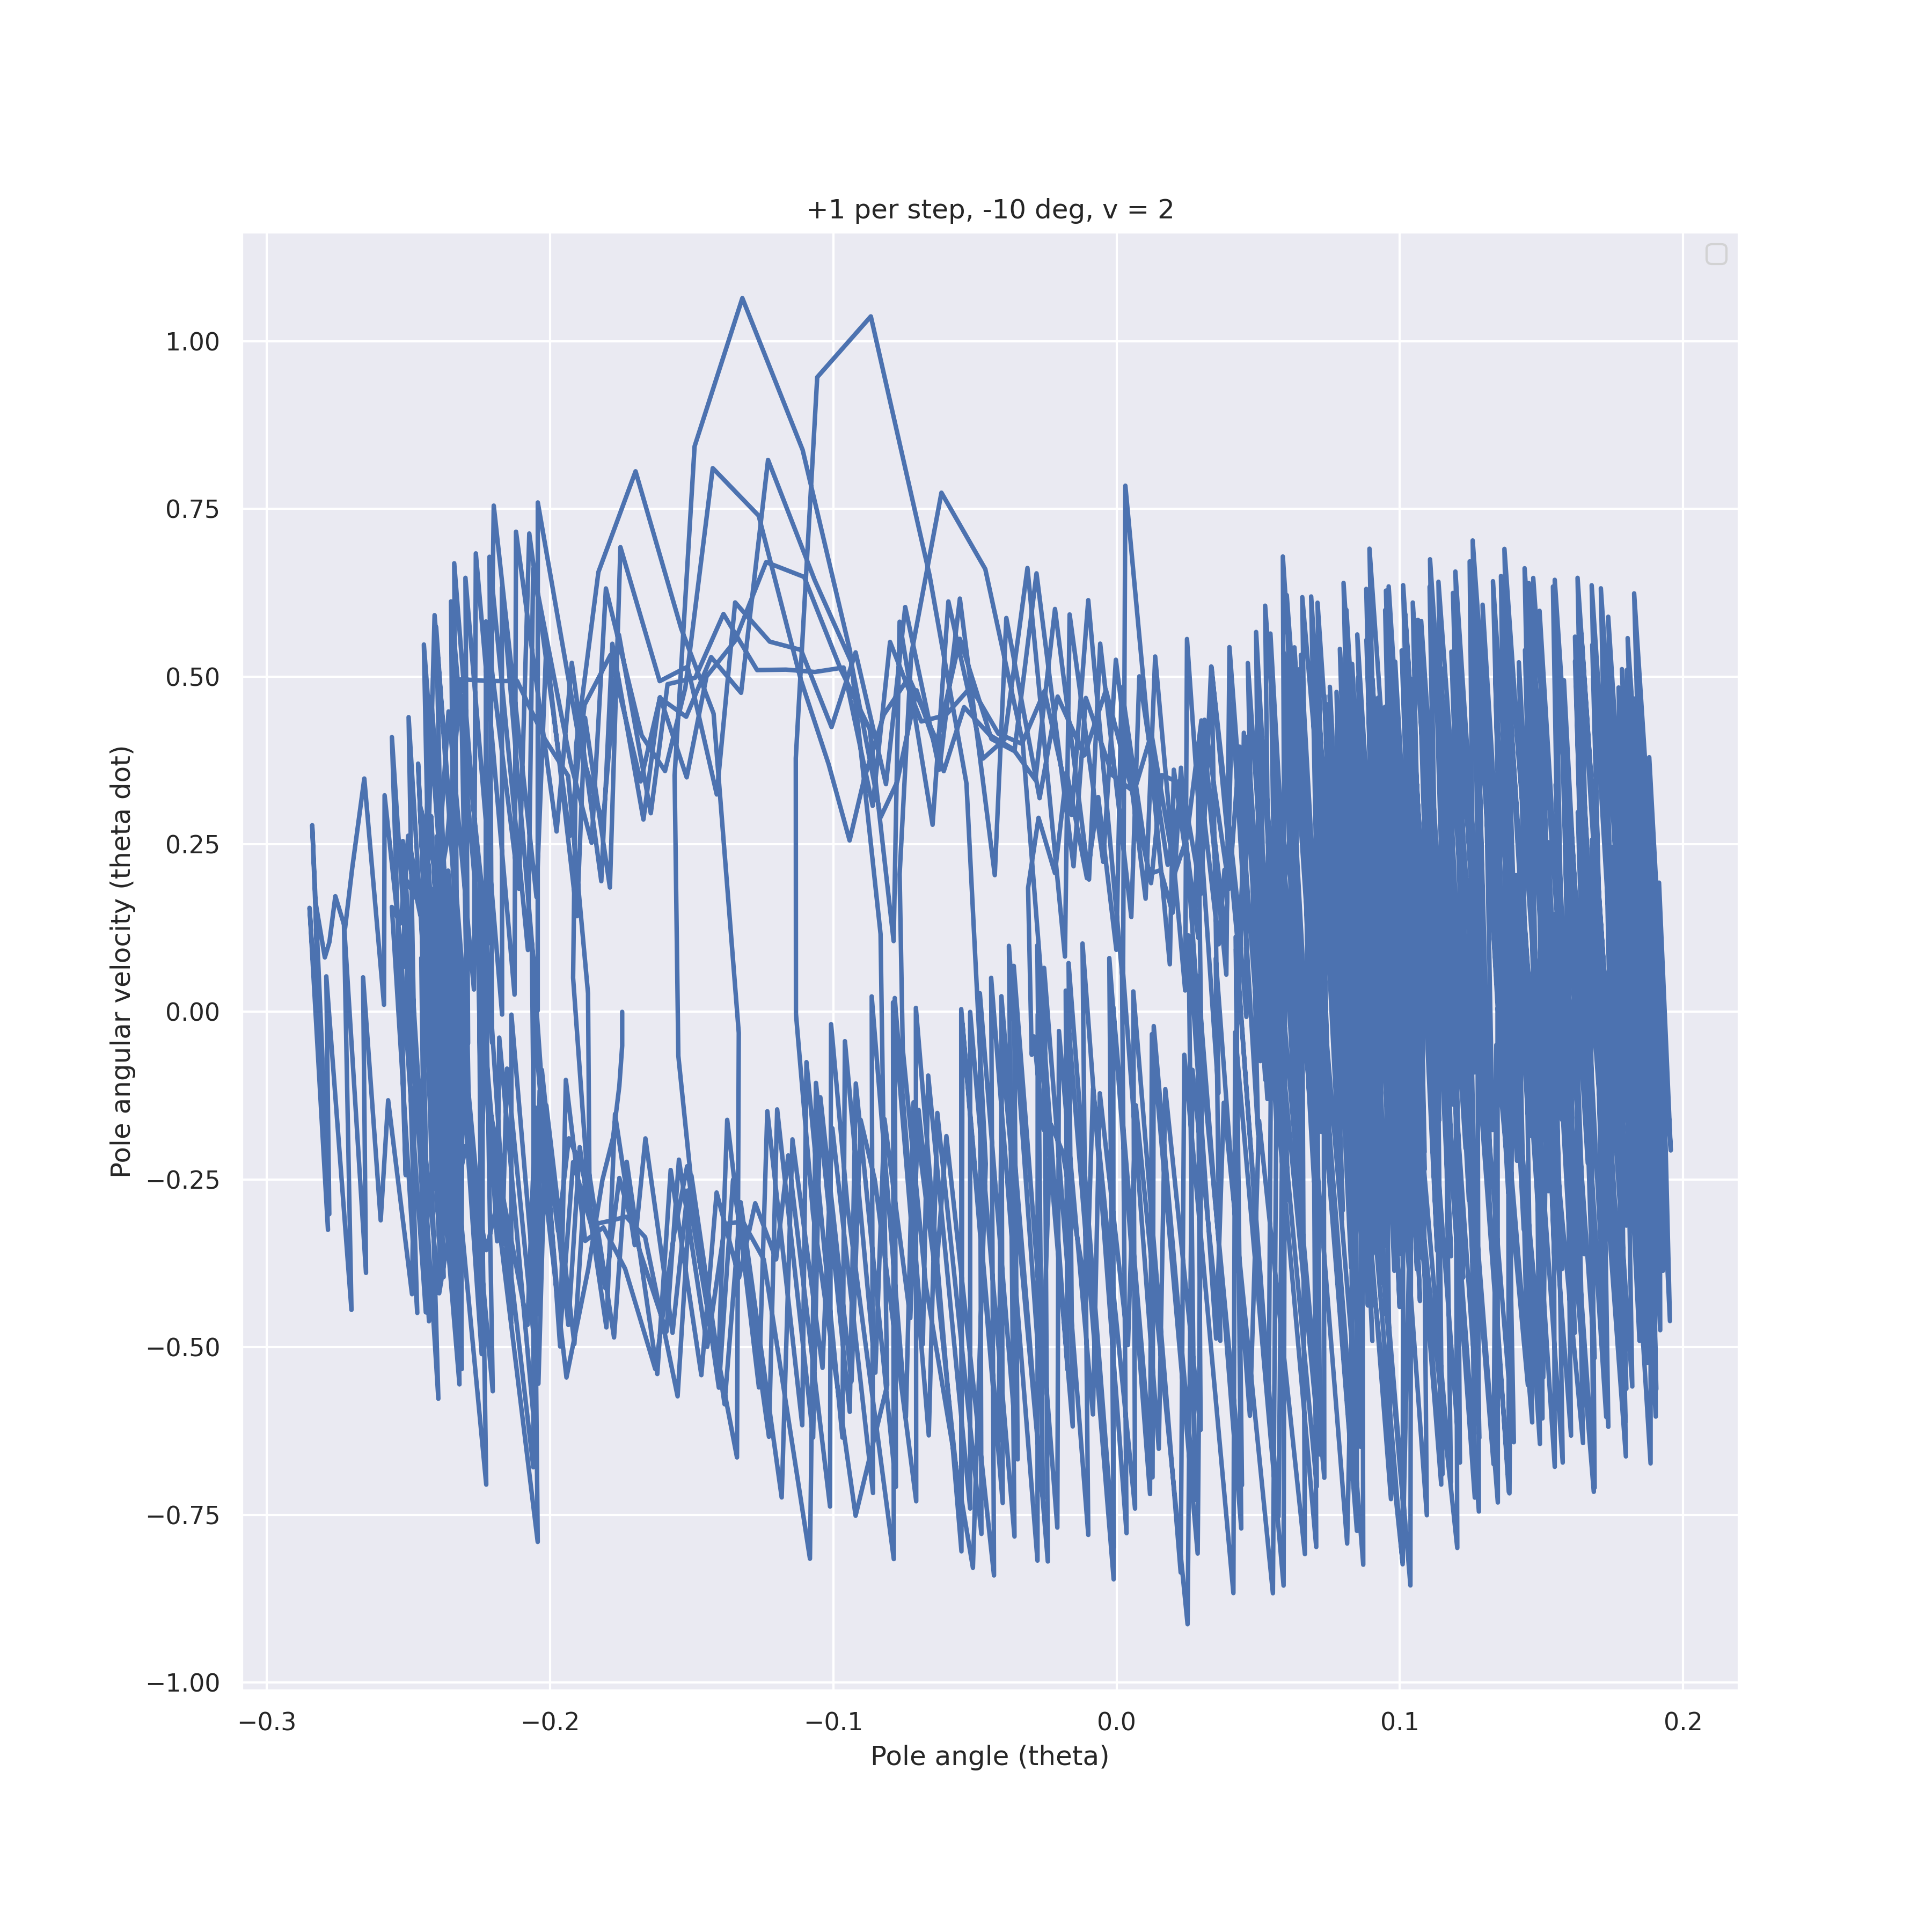 +1 per step, -10 deg, v = 2
1.00
0.75
0.50
0.25
0.00
−0.25
−0.50
−0.75
−1.00
Pole angular velocity (theta dot)
−0.3 −0.2 −0.1 0.0 0.1 0.2
Pole angle (theta)